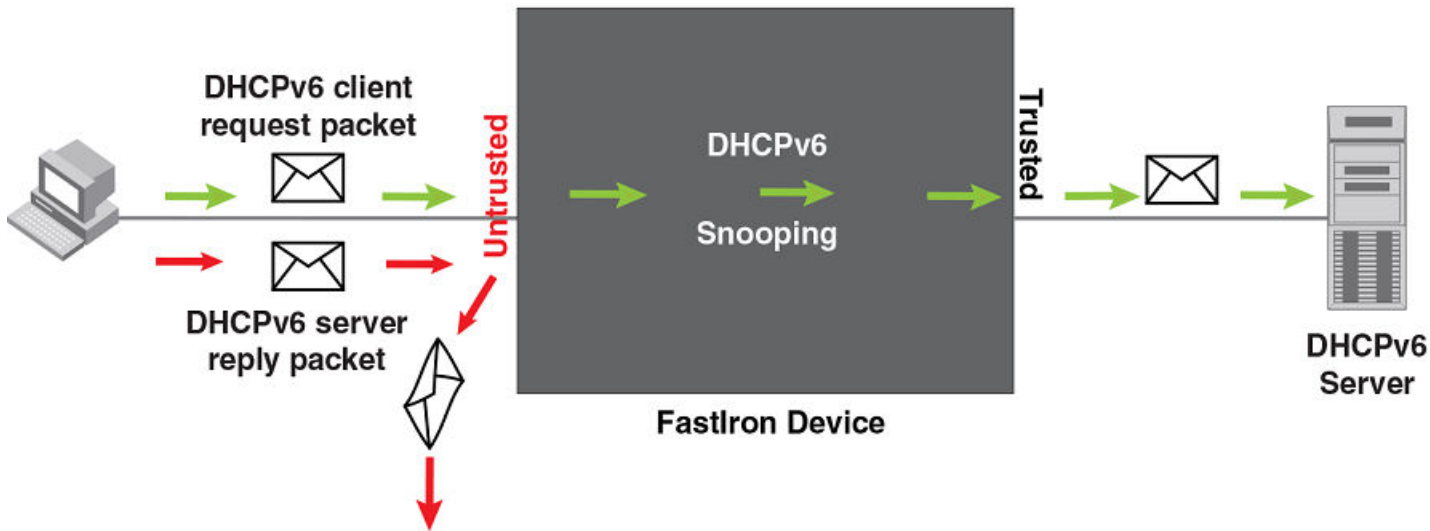 DHCPv6 client
request packet
Untrusted
DHCPv6
Snooping
Trusted
DHCPv6 server
reply packet
DHCPv6
Server
FastIron Device